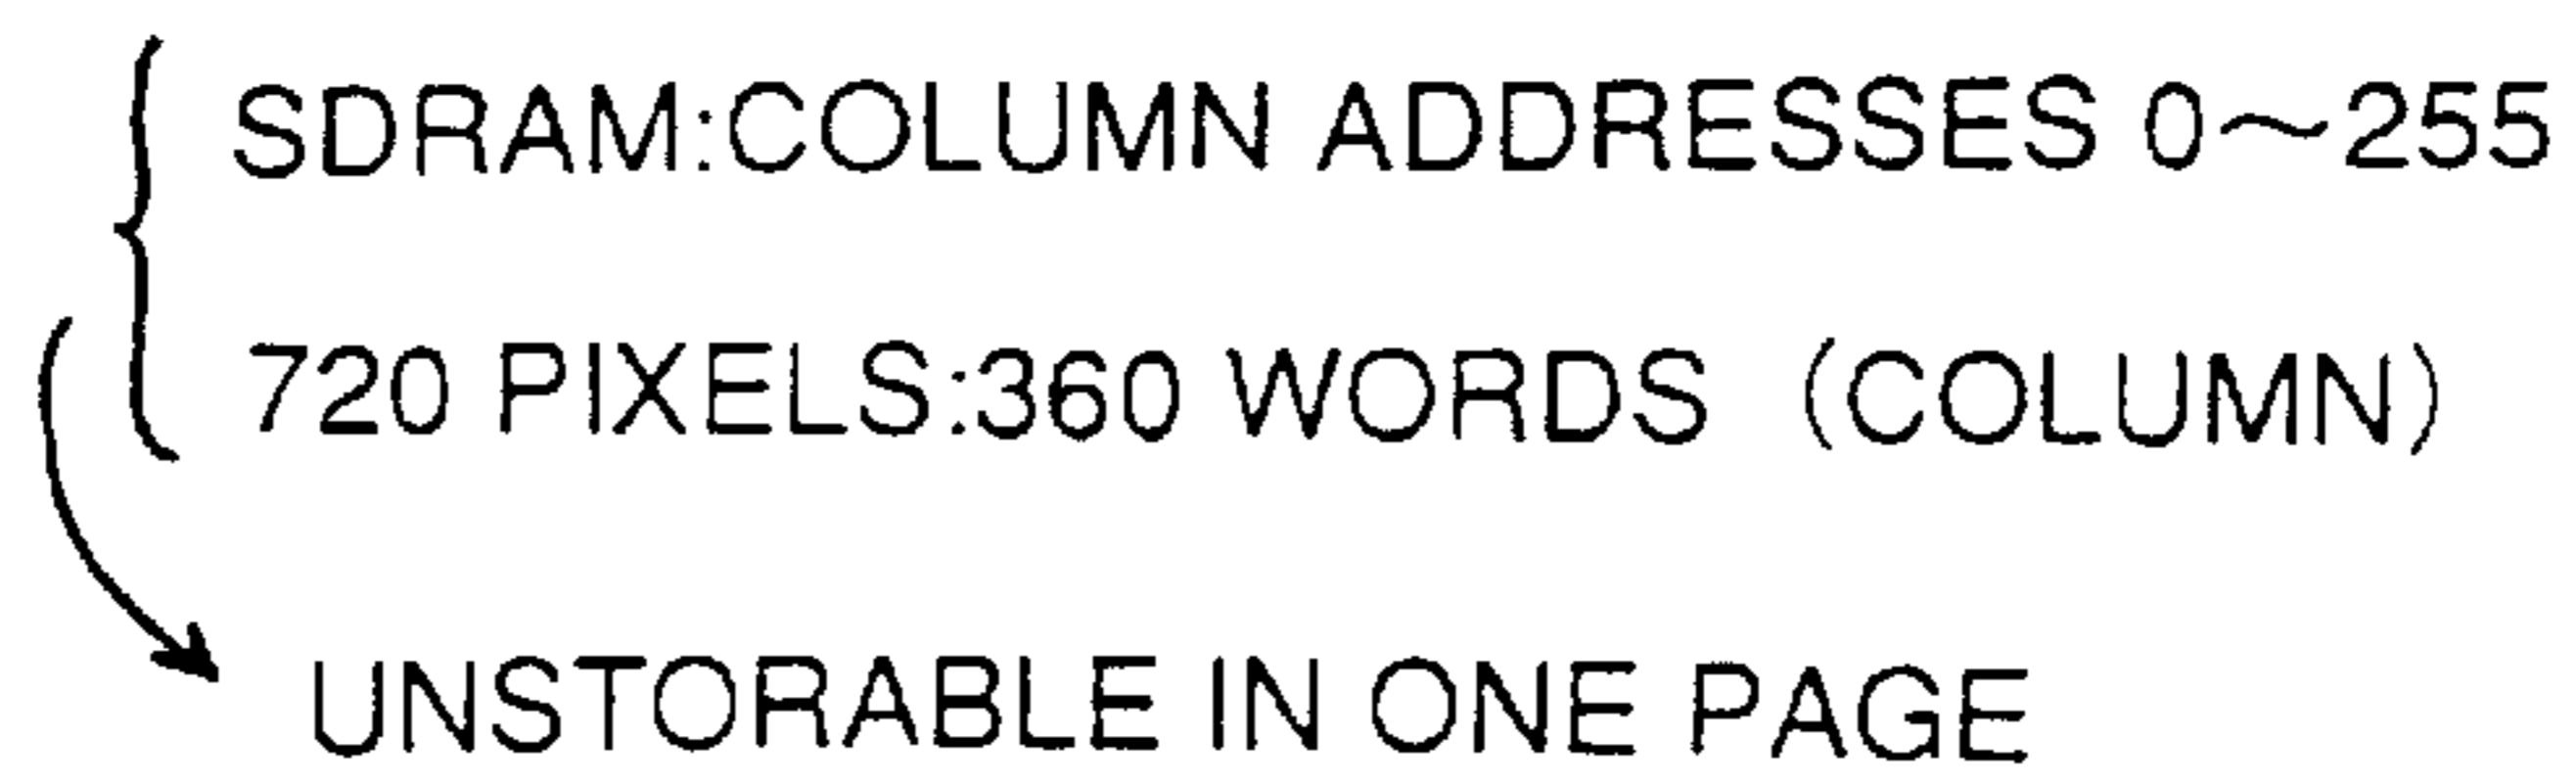 SDRAM:COLUMN ADDRESSES 0~255
720 PIXELS:360 WORDS (COLUMN)
UNSTORABLE IN ONE PAGE